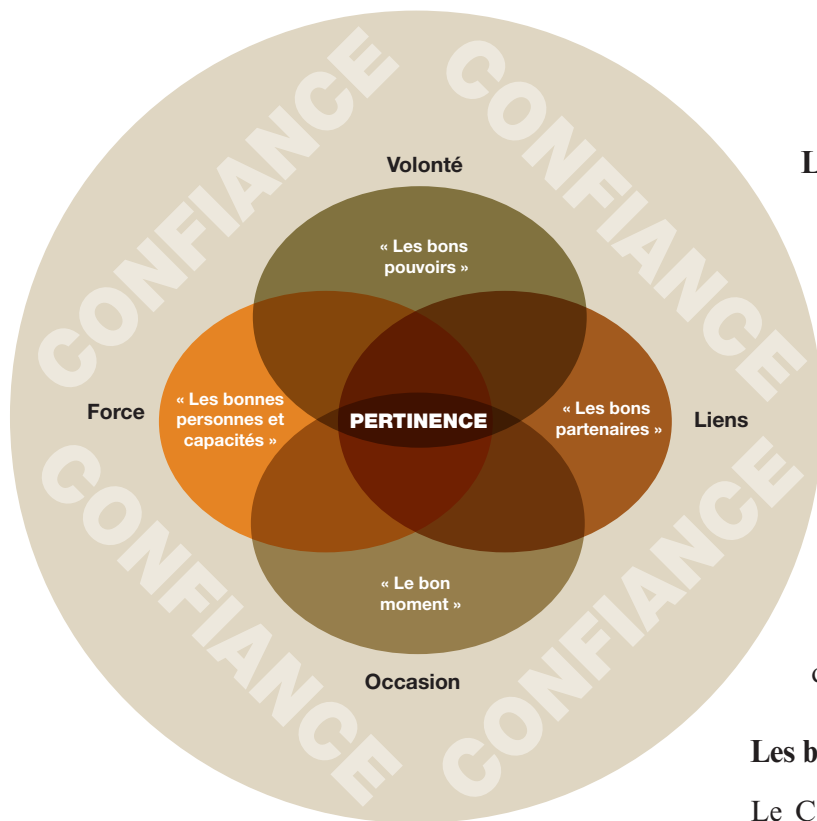 CONFIANCE
CONFIANCE
L
Volonté
« Les bons
pouvoirs »
Force
« Les bonnes
personnes et
capacités »
PERTINENCE
« Les bons
partenaires »
Liens
« Le bon
moment »
Occasion
CONFIANCE
CONFIANCE
Les b
Le C